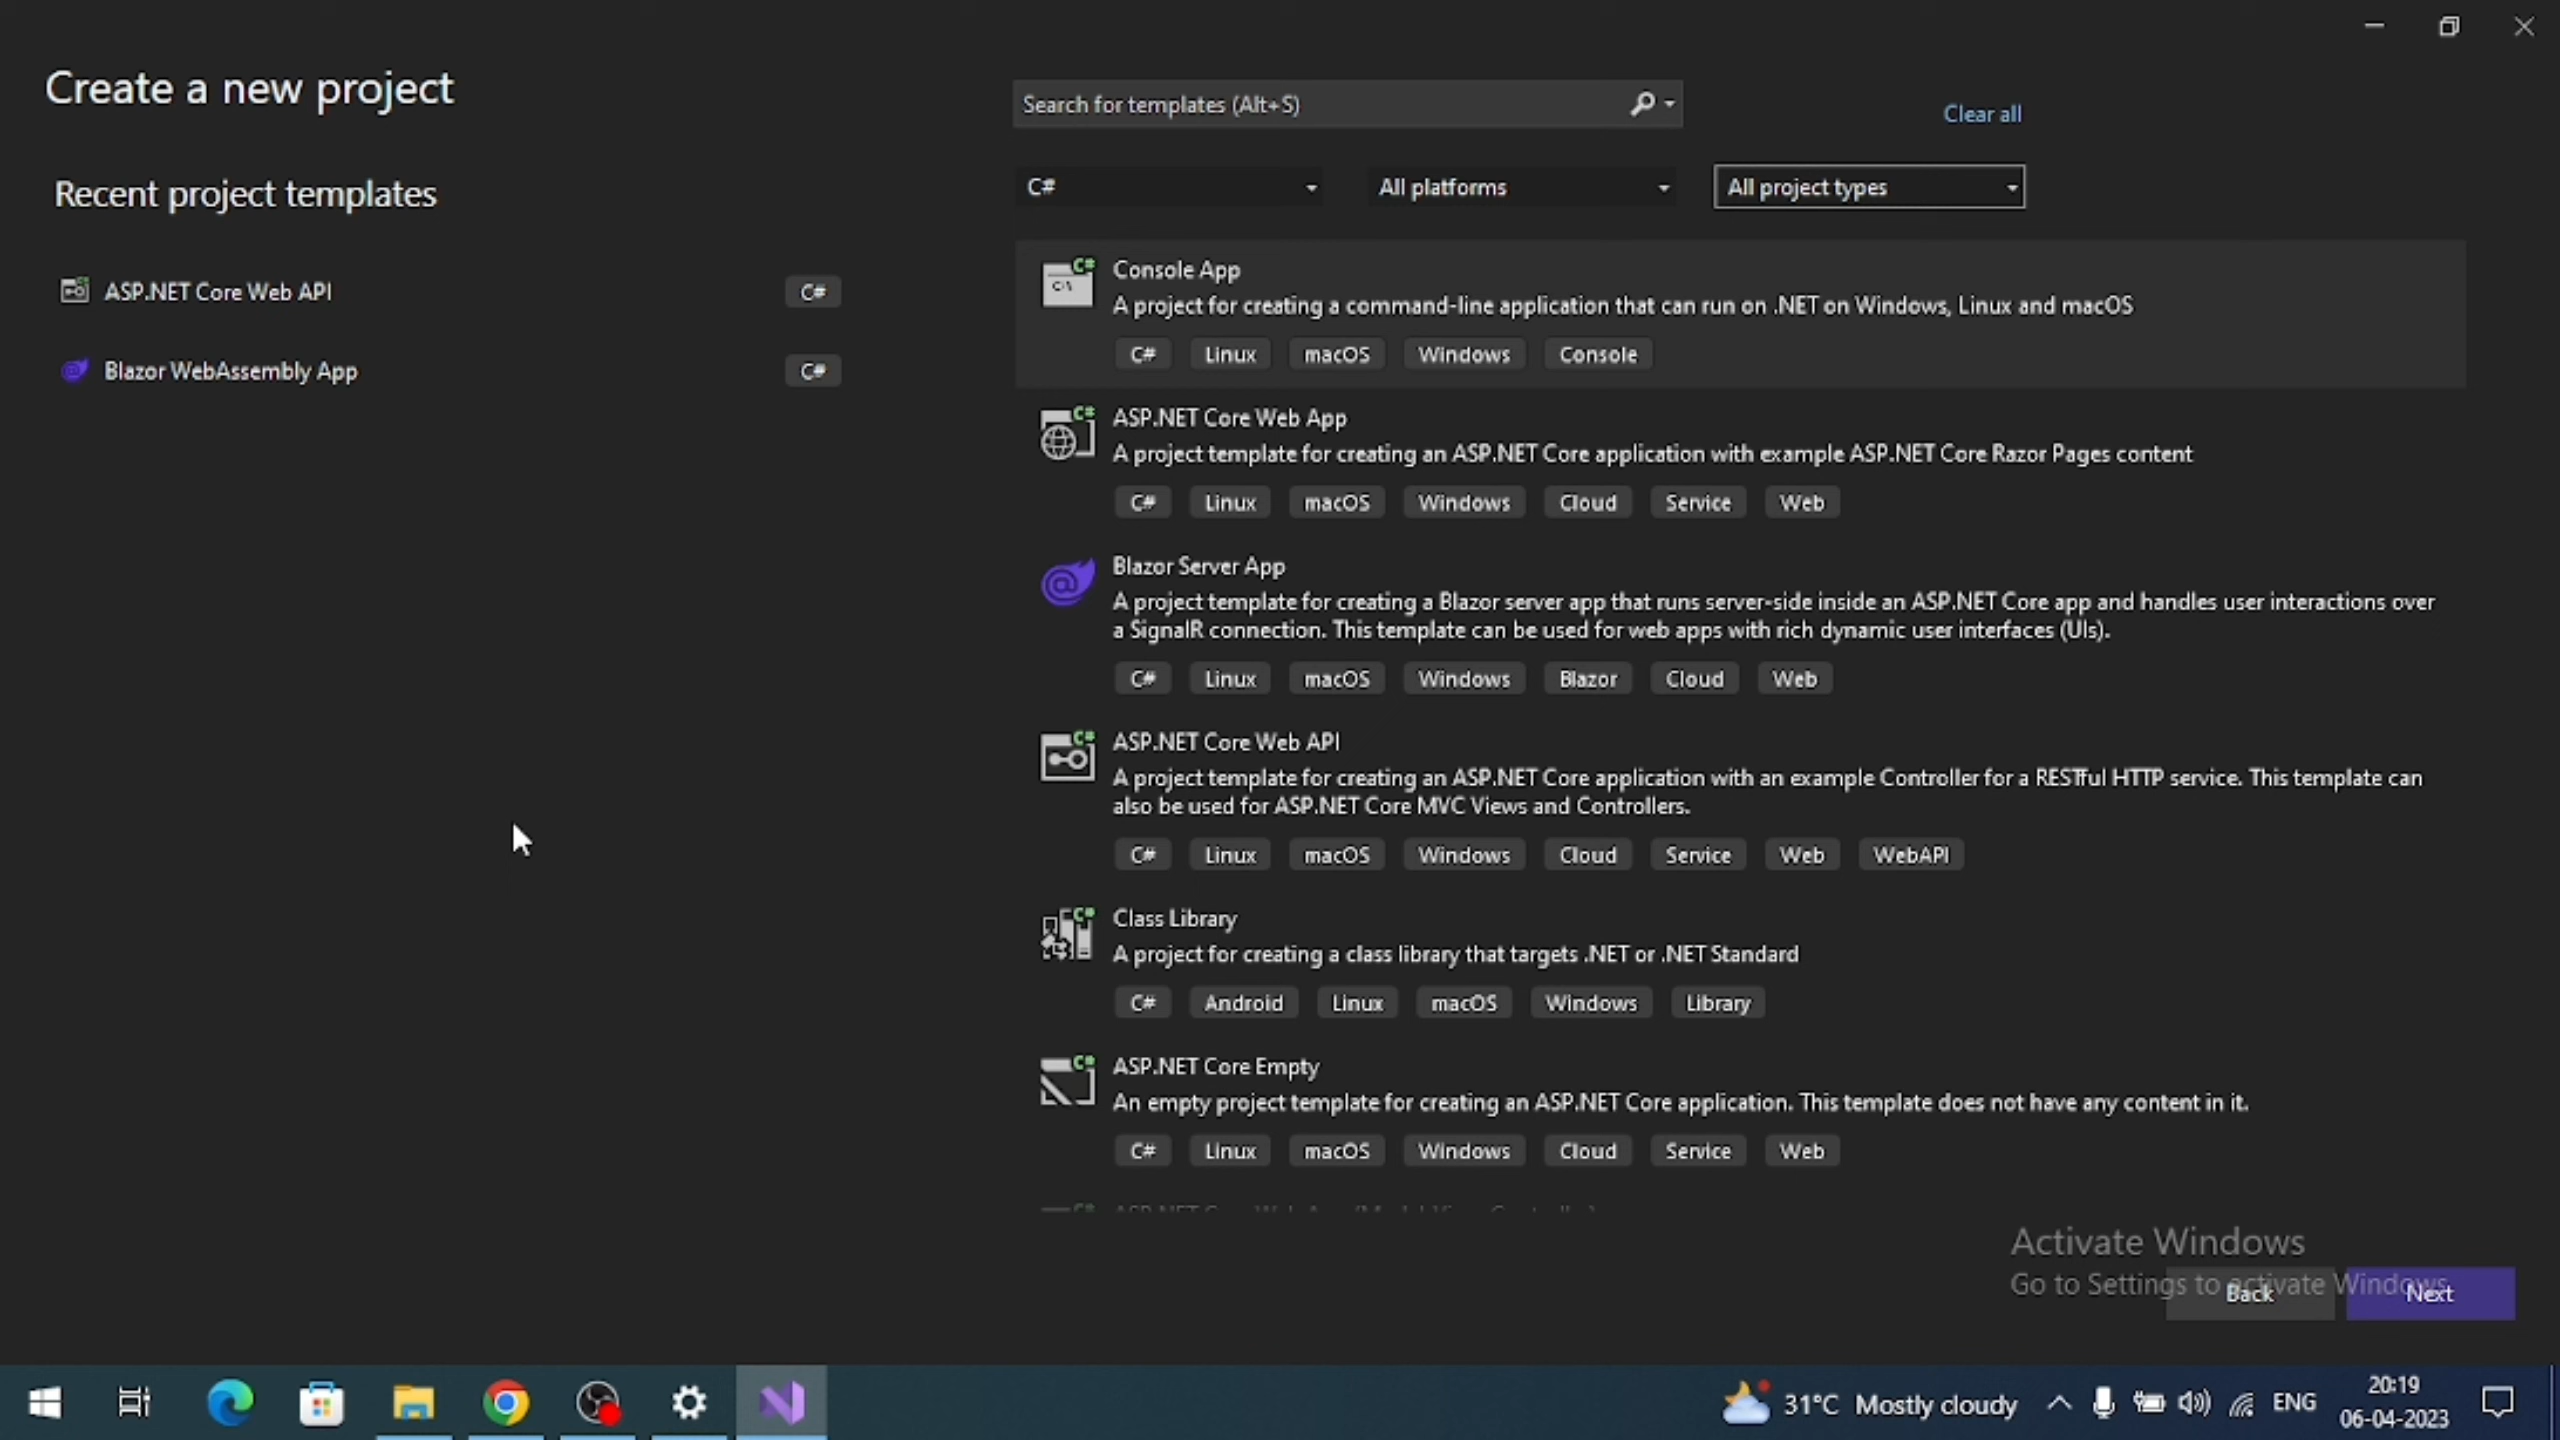 Create a new project
Search for templates (Alt+S)
Clear all
C#
All platforms
All project types
Recent project templates
ASP.NET Core Web API
C#
Blazor WebAssembly App
C#
Console App
A project for creating a command-line application that can run on .NET on Windows, Linux and macOS
C# Linux macOS Windows Console
ASP.NET Core Web App
A project template for creating an ASP.NET Core application with example ASP.NET Core Razor Pages content
C# Linux macOS Windows Cloud Service Web
Blazor Server App
A project template for creating a Blazor server app that runs server-side inside an ASP.NET Core app and handles user interactions over
a SignalR connection. This template can be used for web apps with rich dynamic user interfaces (UIs).
C# Linux macOS Windows Blazor Cloud Web
ASP.NET Core Web API
A project template for creating an ASP.NET Core application with an example Controller for a RESTful HTTP service. This template can
also be used for ASP.NET Core MVC Views and Controllers.
C# Linux macOS Windows Cloud Service Web WebAPI
Class Library
A project for creating a class library that targets .NET or .NET Standard
C# Android Linux macOS Windows Library
ASP.NET Core Empty
An empty project template for creating an ASP.NET Core application. This template does not have any content in it.
C# Linux macOS Windows Cloud Service Web
Activate Windows
Go to Settings to activate Windows.
Back
Next
31°C Mostly cloudy
ENG
20:19
06-04-2023